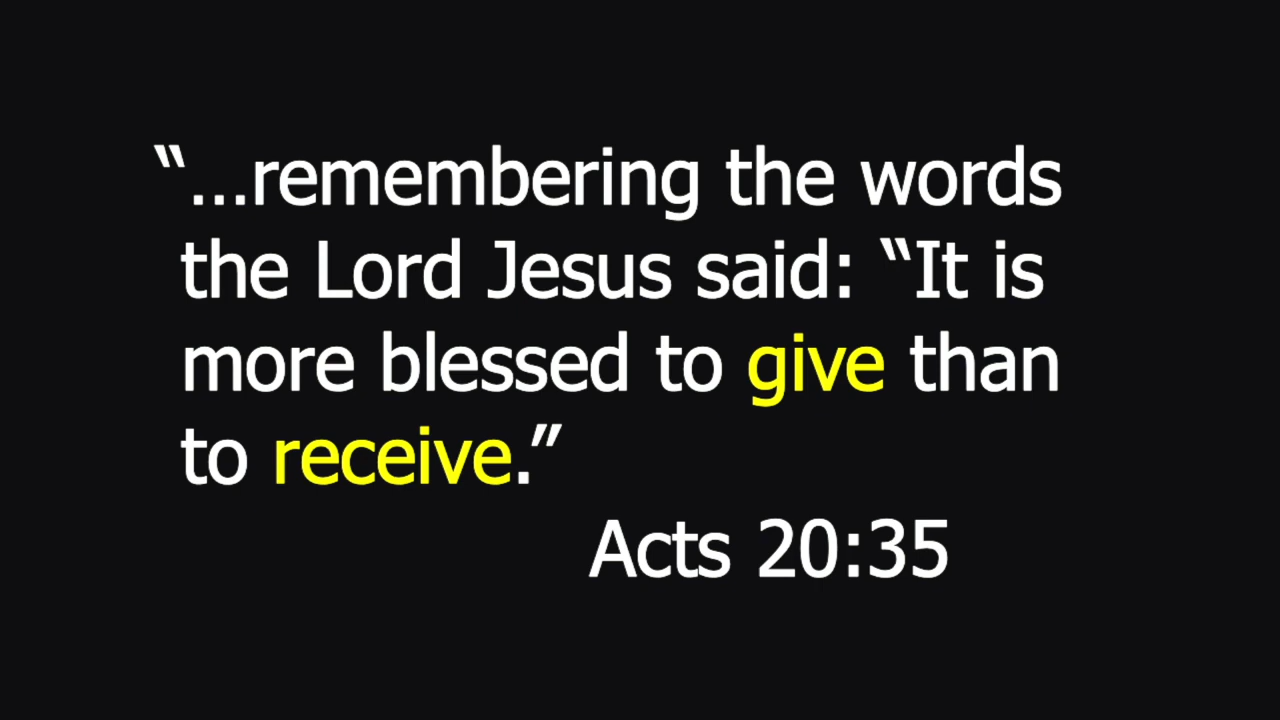 “…remembering the words
the Lord Jesus said: “It is
more blessed to give than
to receive.”
Acts 20:35